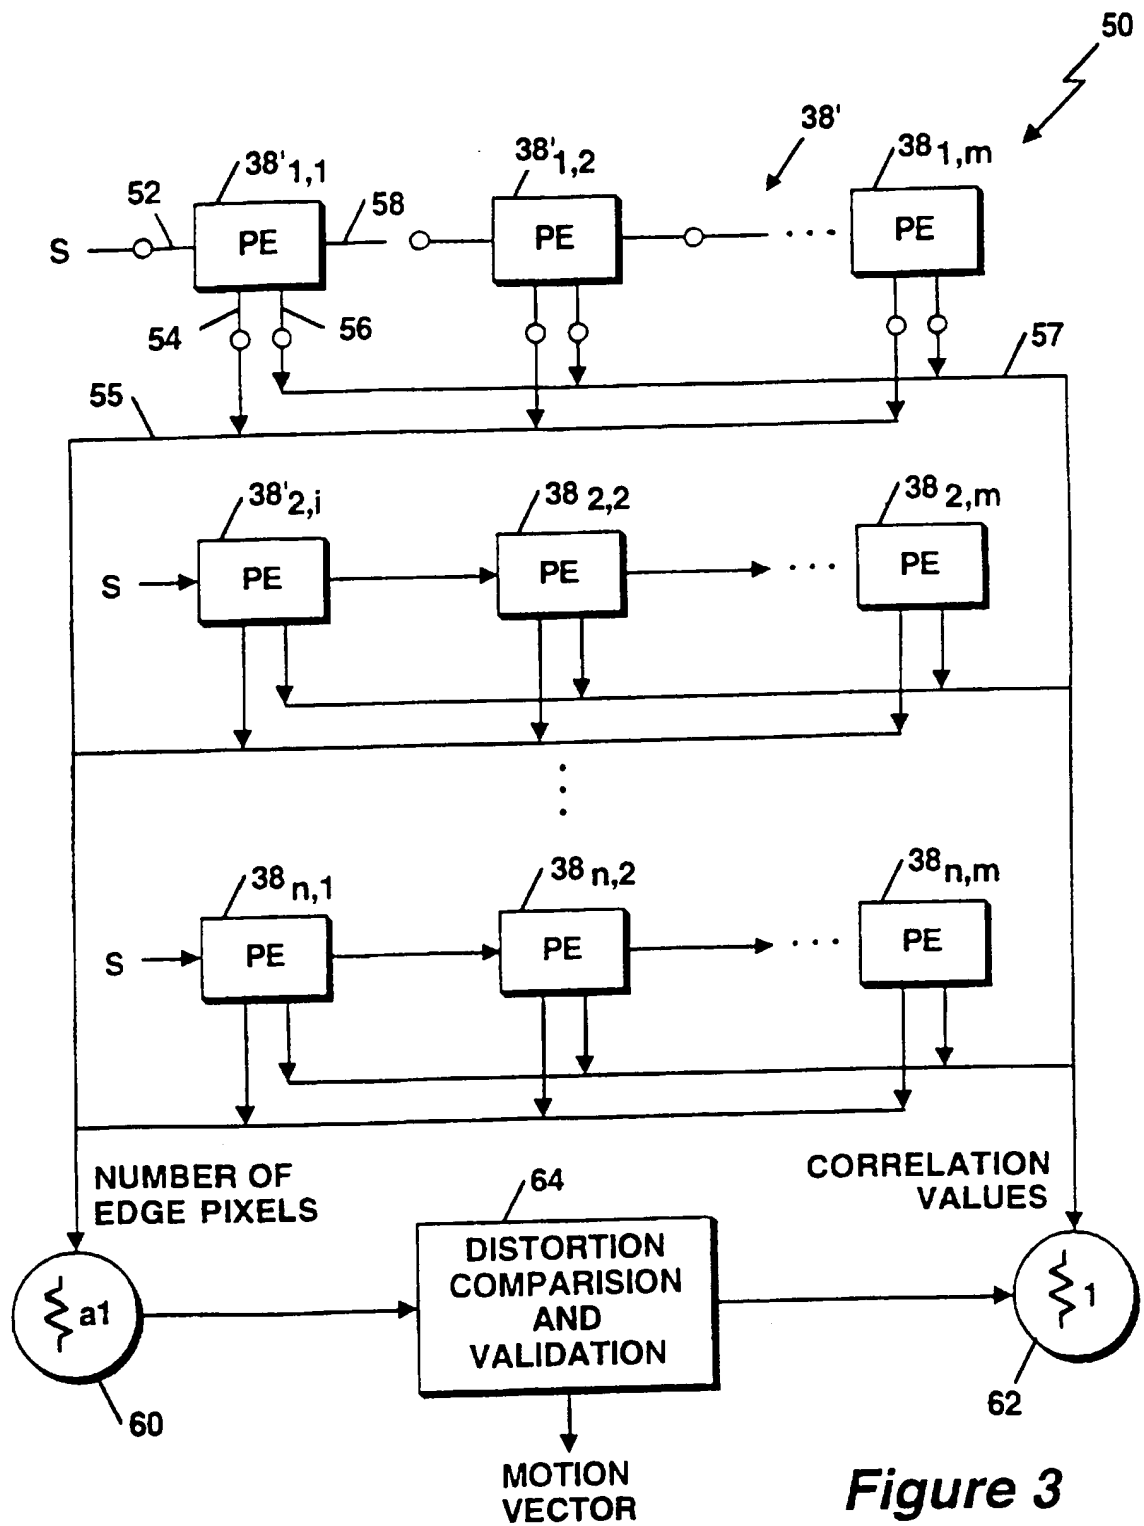 50
38'
38'1,1
38'1,2
381,m
52
58
S
PE
PE
PE
54
56
57
55
38'2,i
38 2,2
38 2,m
S
PE
PE
PE
38 n,1
38 n,2
38 n,m
S
PE
PE
PE
NUMBER OF
EDGE PIXELS
CORRELATION
VALUES
64
DISTORTION
COMPARISION
AND
VALIDATION
a1
1
60
62
MOTION
VECTOR
Figure 3